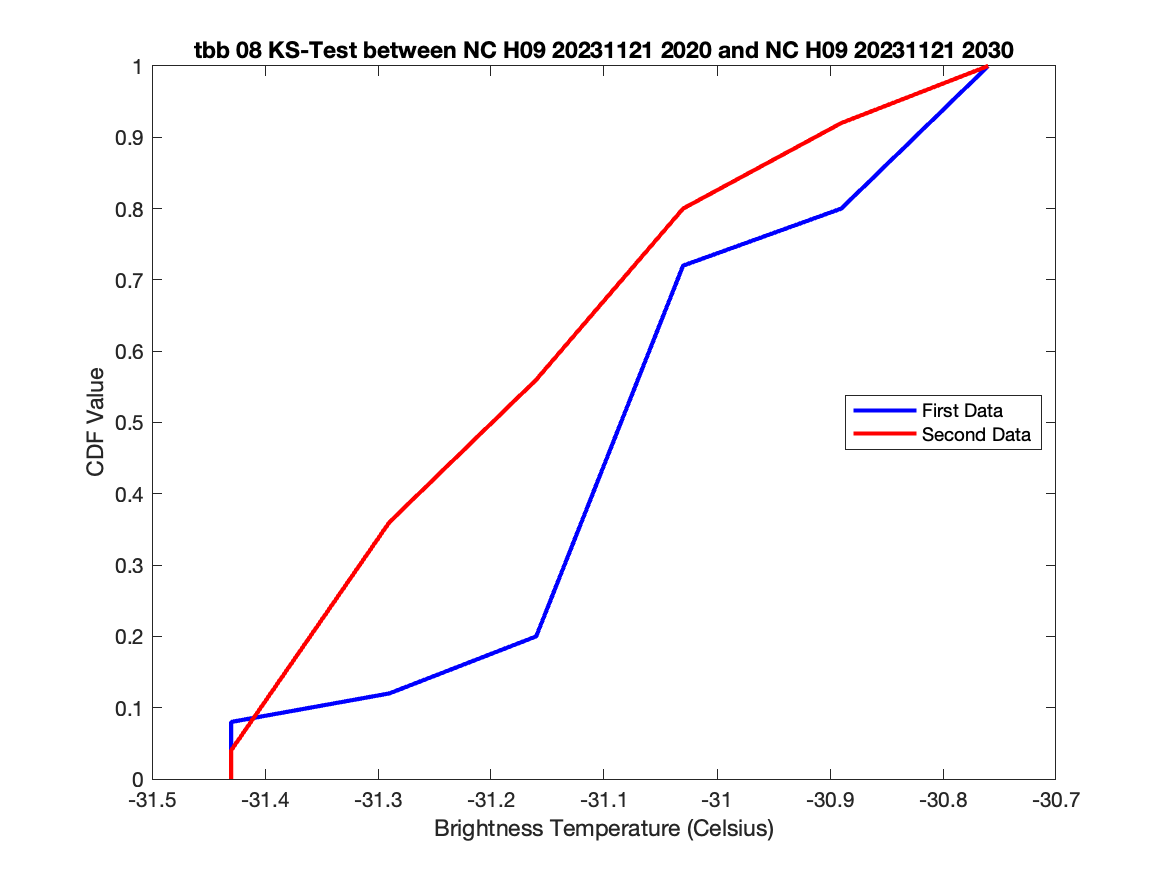 tbb 08 KS-Test between NC H09 20231121 2020 and NC H09 20231121 2030
1
0.9
0.8
0.7
0.6
0.5
0.4
0.3
0.2
0.1
0
CDF Value
First Data
Second Data
-31.5 -31.4 -31.3 -31.2 -31.1 -31 -30.9 -30.8 -30.7
Brightness Temperature (Celsius)